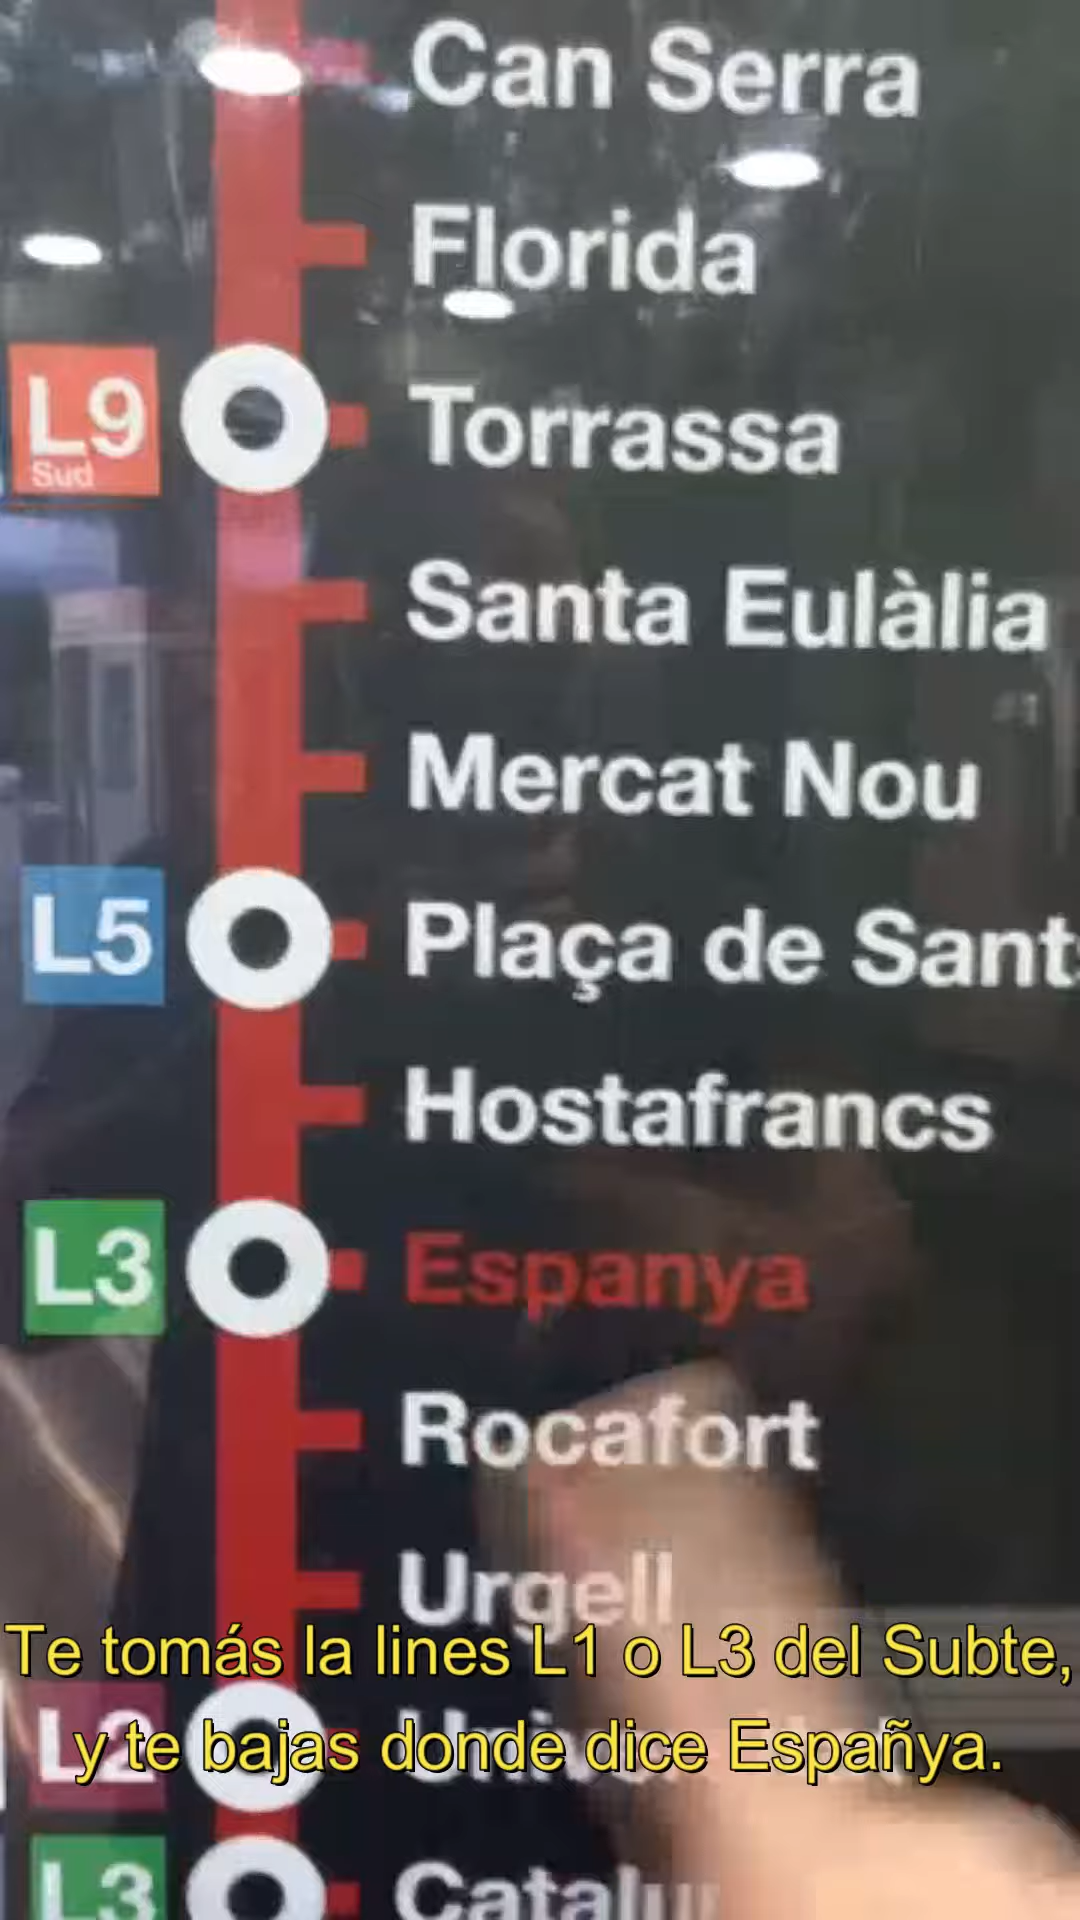 Can Serra
Florida
L9
Sud
Torrassa
Santa Eulàlia
Mercat Nou
L5
Plaça de Sants
Hostafrancs
L3
Espanya
Rocafort
Urgell
Te tomás la lines L1 o L3 del Subte,
L2
y te bajas donde dice Españya.
L3